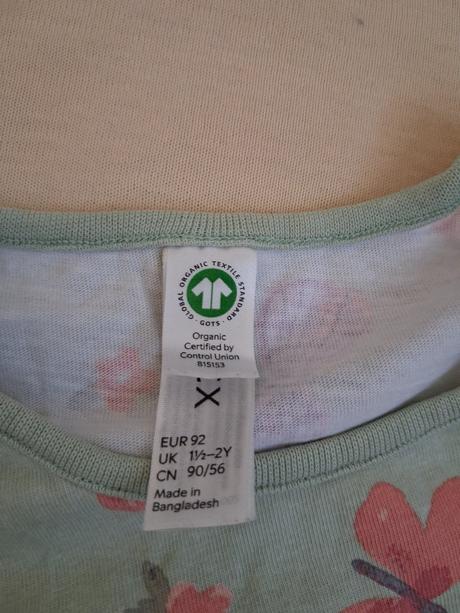 GLOBAL ORGANIC TEXTILE STANDARD
· GOTS ·
Organic
Certified by
Control Union
815153
EUR 92
UK 1½–2Y
CN 90/56
Made in
Bangladesh